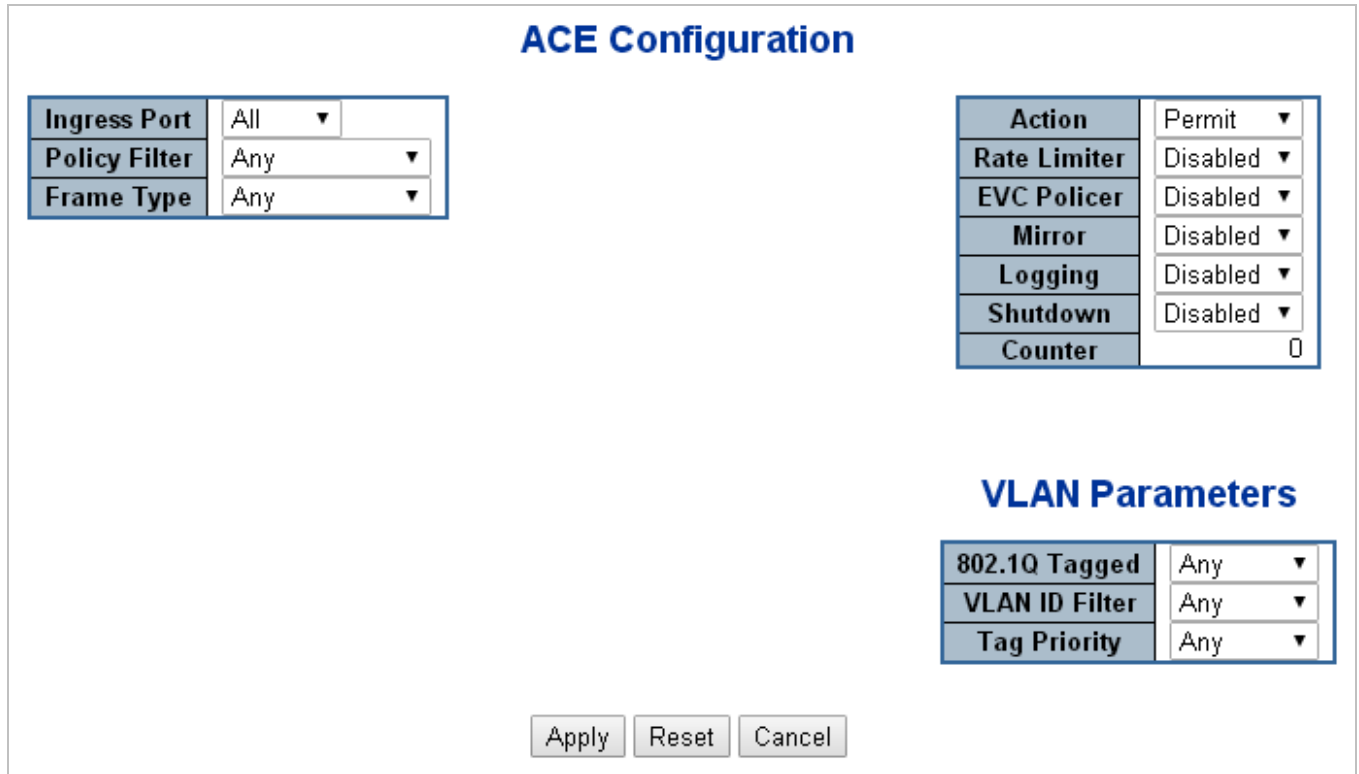 ACE Configuration
Ingress Port All
Policy Filter Any
Frame Type Any
Action Permit
Rate Limiter Disabled
EVC Policer Disabled
Mirror Disabled
Logging Disabled
Shutdown Disabled
Counter 0
VLAN Parameters
802.1Q Tagged Any
VLAN ID Filter Any
Tag Priority Any
Apply Reset Cancel